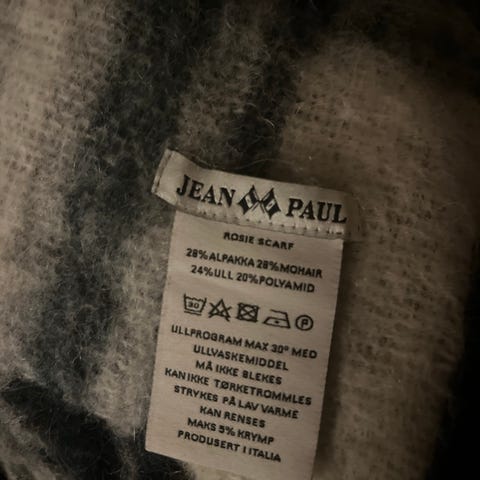 JEAN PAUL
ROSIE SCARF
28% ALPAKKA 28% MOHAIR
24% ULL 20% POLYAMID
30 P
ULLPROGRAM MAX 30° MED
ULLVASKEMIDDEL
MÅ IKKE BLEKES
KAN IKKE TØRKETROMMLES
STRYKES PÅ LAV VARME
KAN RENSES
MAKS 5% KRYMP
PRODUSERT I ITALIA